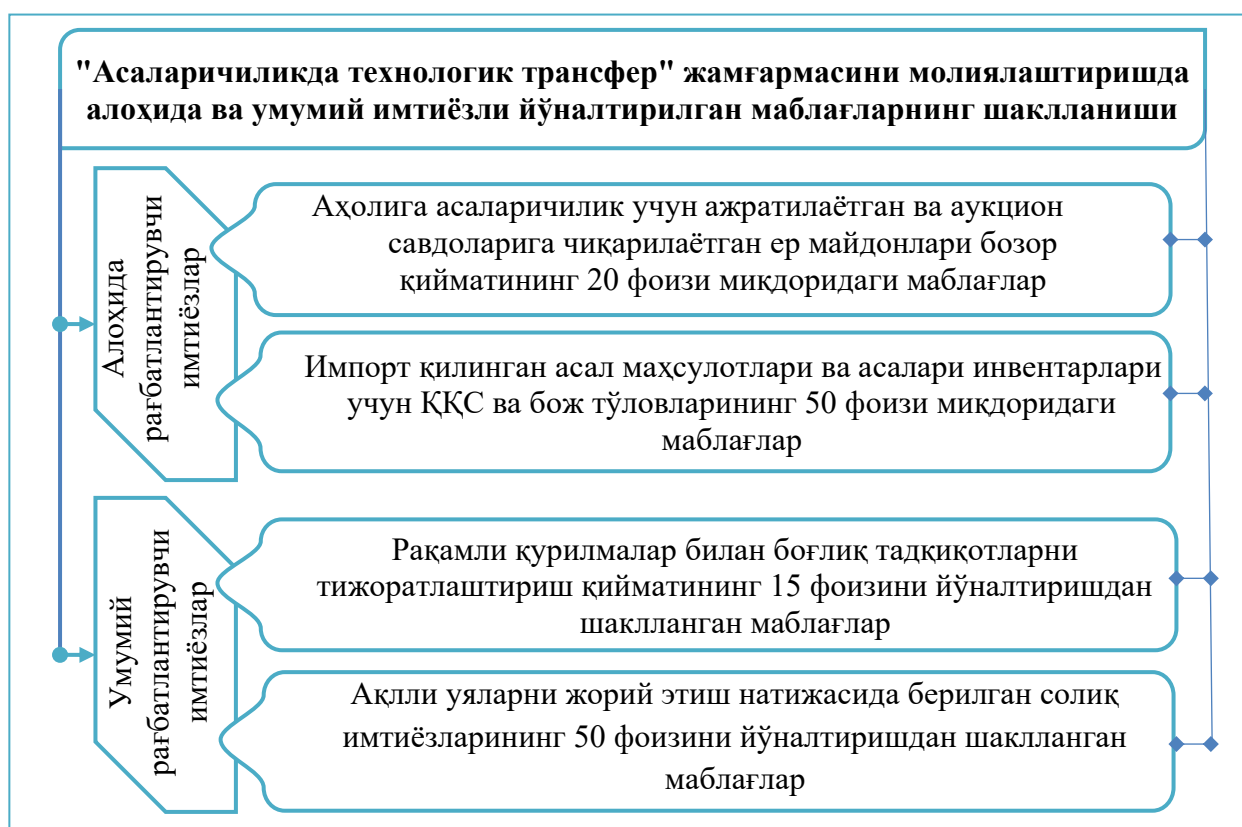 "Асаларичиликда технологик трансфер" жамғармасини молиялаштиришда
алоҳида ва умумий имтиёзли йўналтирилган маблағларнинг шаклланиши
Алоҳида
рағбатлантирувчи
имтиёзлар
Аҳолига асаларичилик учун ажратилаётган ва аукцион
савдоларига чиқарилаётган ер майдонлари бозор
қийматининг 20 фоизи миқдоридаги маблағлар
Импорт қилинган асал маҳсулотлари ва асалари инвентарлари
учун ҚҚС ва бож тўловларининг 50 фоизи миқдоридаги
маблағлар
Умумий
рағбатлантирувчи
имтиёзлар
Рақамли қурилмалар билан боғлиқ тадқиқотларни
тижоратлаштириш қийматининг 15 фоизини йўналтиришдан
шаклланган маблағлар
Ақлли уяларни жорий этиш натижасида берилган солиқ
имтиёзларининг 50 фоизини йўналтиришдан шаклланган
маблағлар